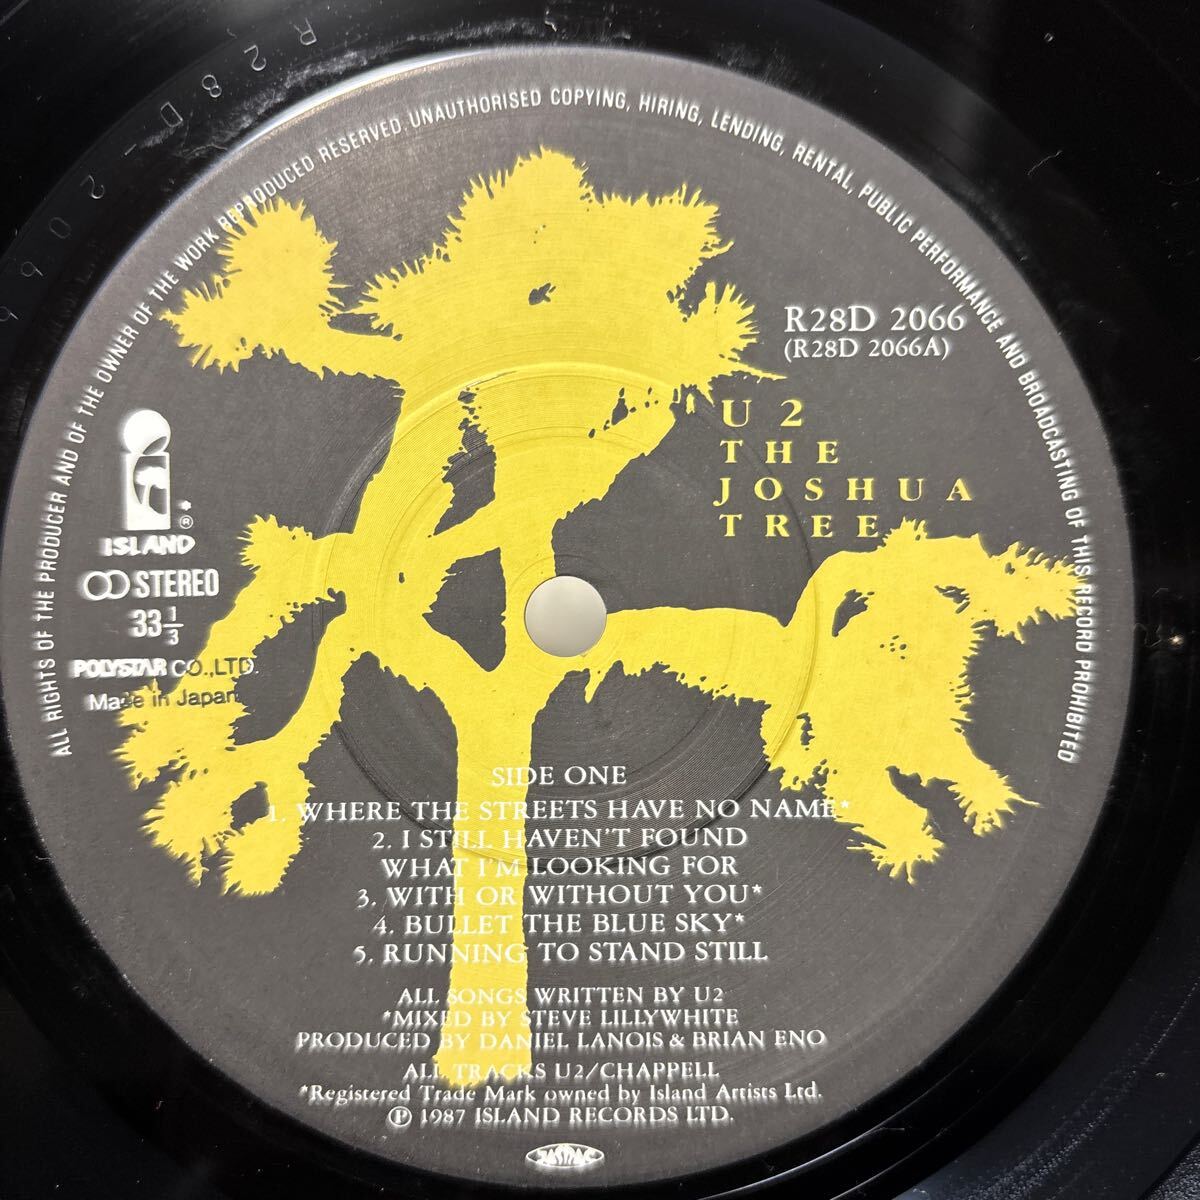 R28D-2066
ALL RIGHTS OF THE PRODUCER AND OF THE OWNER OF THE WORK REPRODUCED RESERVED. UNAUTHORISED COPYING, HIRING, LENDING, RENTAL, PUBLIC PERFORMANCE AND BROADCASTING OF THIS RECORD PROHIBITED
R28D 2066
(R28D 2066A)
U2
THE
JOSHUA
TREE
®
ISLAND
STEREO
33 1/3
POLYSTAR CO.,LTD.
Made in Japan
SIDE ONE
1. WHERE THE STREETS HAVE NO NAME*
2. I STILL HAVEN'T FOUND
WHAT I'M LOOKING FOR
3. WITH OR WITHOUT YOU*
4. BULLET THE BLUE SKY*
5. RUNNING TO STAND STILL
ALL SONGS WRITTEN BY U2
*MIXED BY STEVE LILLYWHITE
PRODUCED BY DANIEL LANOIS & BRIAN ENO
ALL TRACKS U2/CHAPPELL
*Registered Trade Mark owned by Island Artists Ltd.
℗ 1987 ISLAND RECORDS LTD.
JASRAC